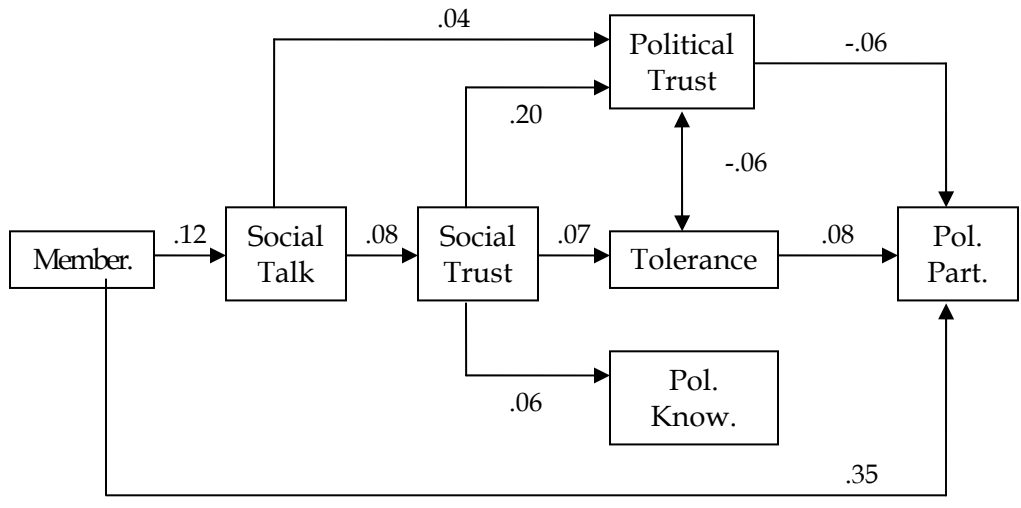 .04
Political
Trust
-.06
.20
-.06
Member.
.12
Social
Talk
.08
Social
Trust
.07
Tolerance
.08
Pol.
Part.
.06
Pol.
Know.
.35